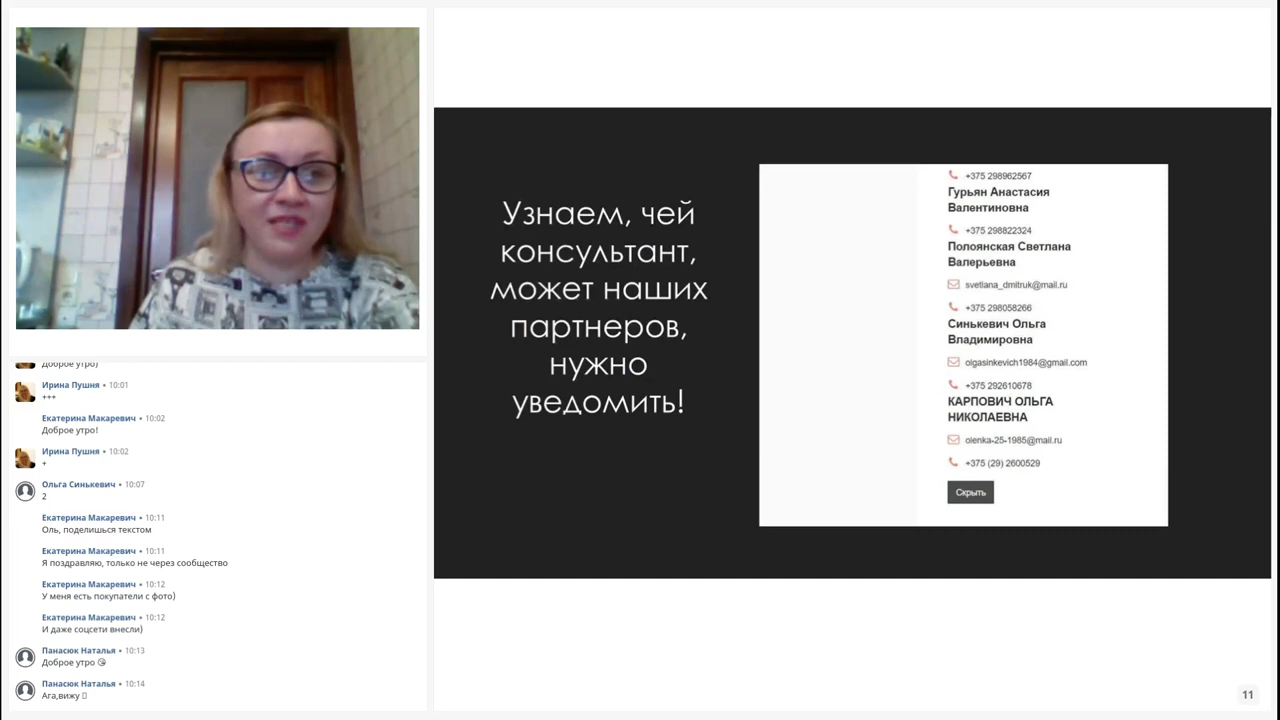 Доброе утро)
Ирина Пушня • 10:01
+++
Екатерина Макаревич • 10:02
Доброе утро!
Ирина Пушня • 10:02
+
Ольга Синькевич • 10:07
2
Екатерина Макаревич • 10:11
Оль, поделишься текстом
Екатерина Макаревич • 10:11
Я поздравляю, только не через сообщество
Екатерина Макаревич • 10:12
У меня есть покупатели с фото)
Екатерина Макаревич • 10:12
И даже соцсети внесли)
Панасюк Наталья • 10:13
Доброе утро 😘
Панасюк Наталья • 10:14
Ага,вижу
Узнаем, чей
консультант,
может наших
партнеров,
нужно
уведомить!
+375 298962567
Гурьян Анастасия
Валентиновна
+375 298822324
Полоянская Светлана
Валерьевна
svetlana_dmitruk@mail.ru
+375 298058266
Синькевич Ольга
Владимировна
olgasinkevich1984@gmail.com
+375 292610678
КАРПОВИЧ ОЛЬГА
НИКОЛАЕВНА
olenka-25-1985@mail.ru
+375 (29) 2600529
Скрыть
11